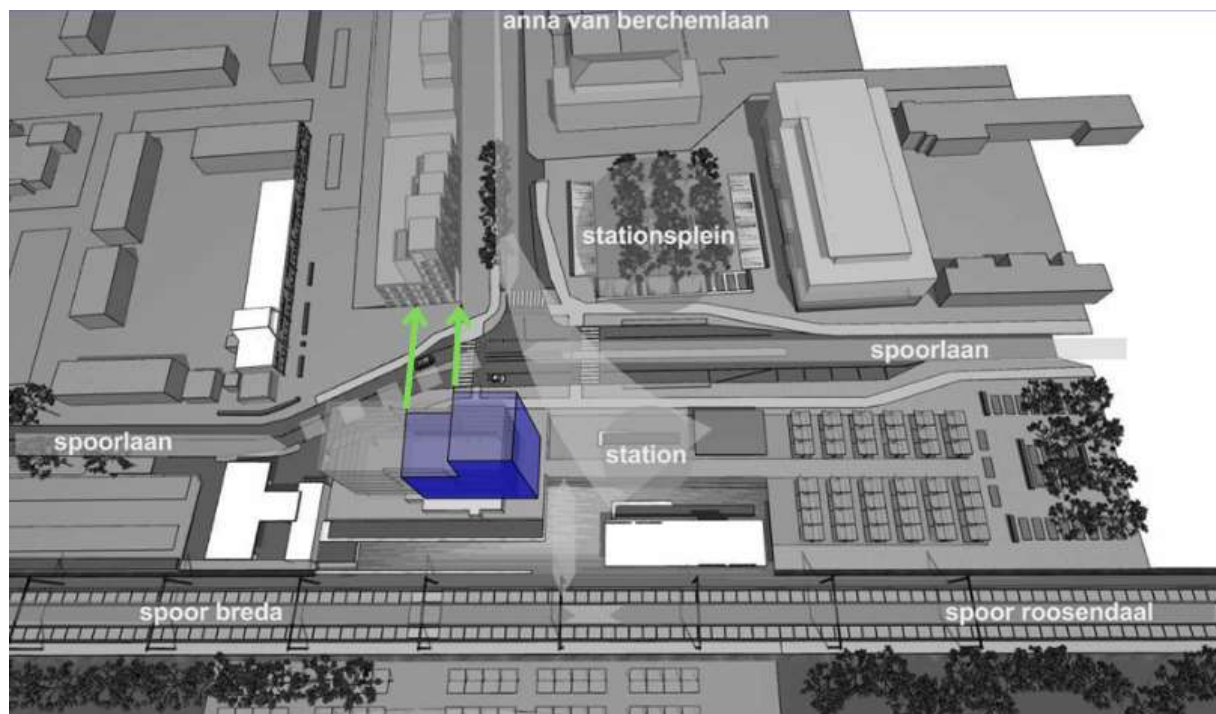 anna van berchemlaan
stationsplein
spoorlaan
spoorlaan
station
spoor breda
spoor roosendaal